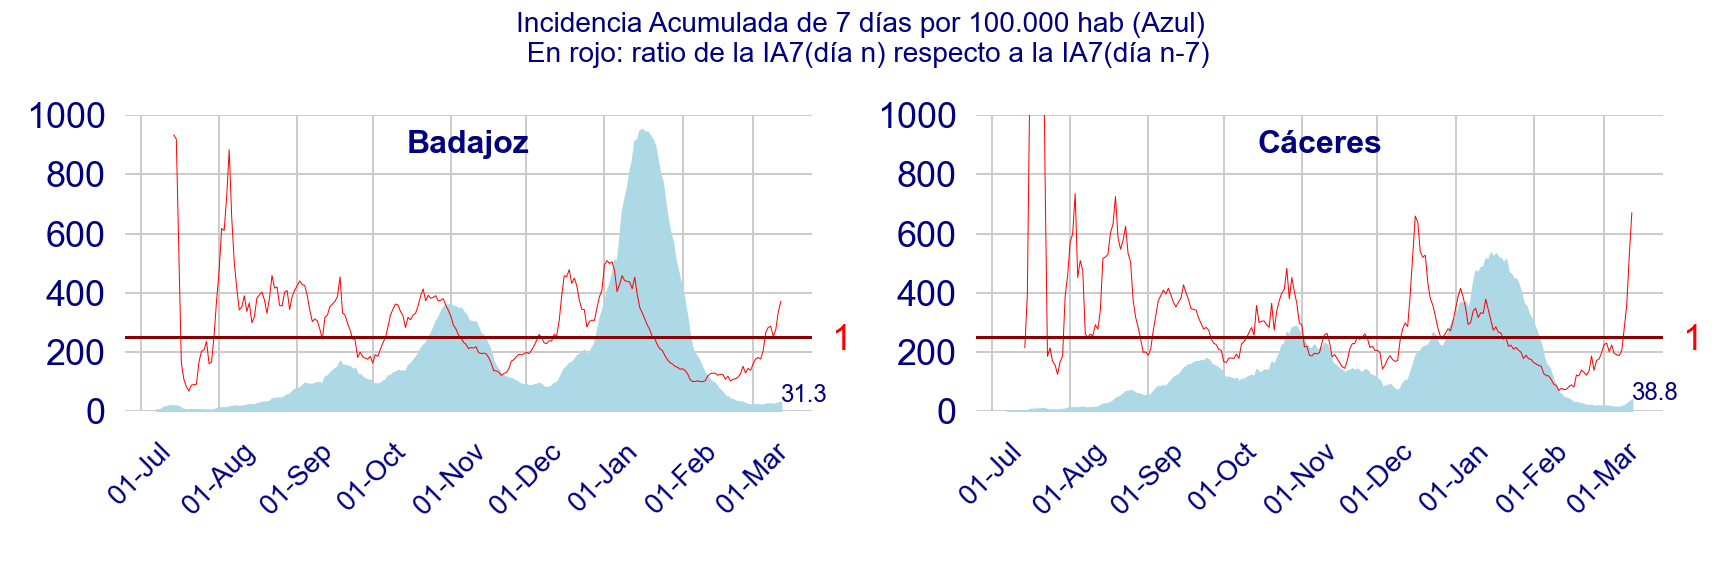 Incidencia Acumulada de 7 días por 100.000 hab (Azul)
En rojo: ratio de la IA7(día n) respecto a la IA7(día n-7)
Badajoz
1000
800
600
400
200
0
1
31.3
01-Jul
01-Aug
01-Sep
01-Oct
01-Nov
01-Dec
01-Jan
01-Feb
01-Mar
Cáceres
1000
800
600
400
200
0
1
38.8
01-Jul
01-Aug
01-Sep
01-Oct
01-Nov
01-Dec
01-Jan
01-Feb
01-Mar